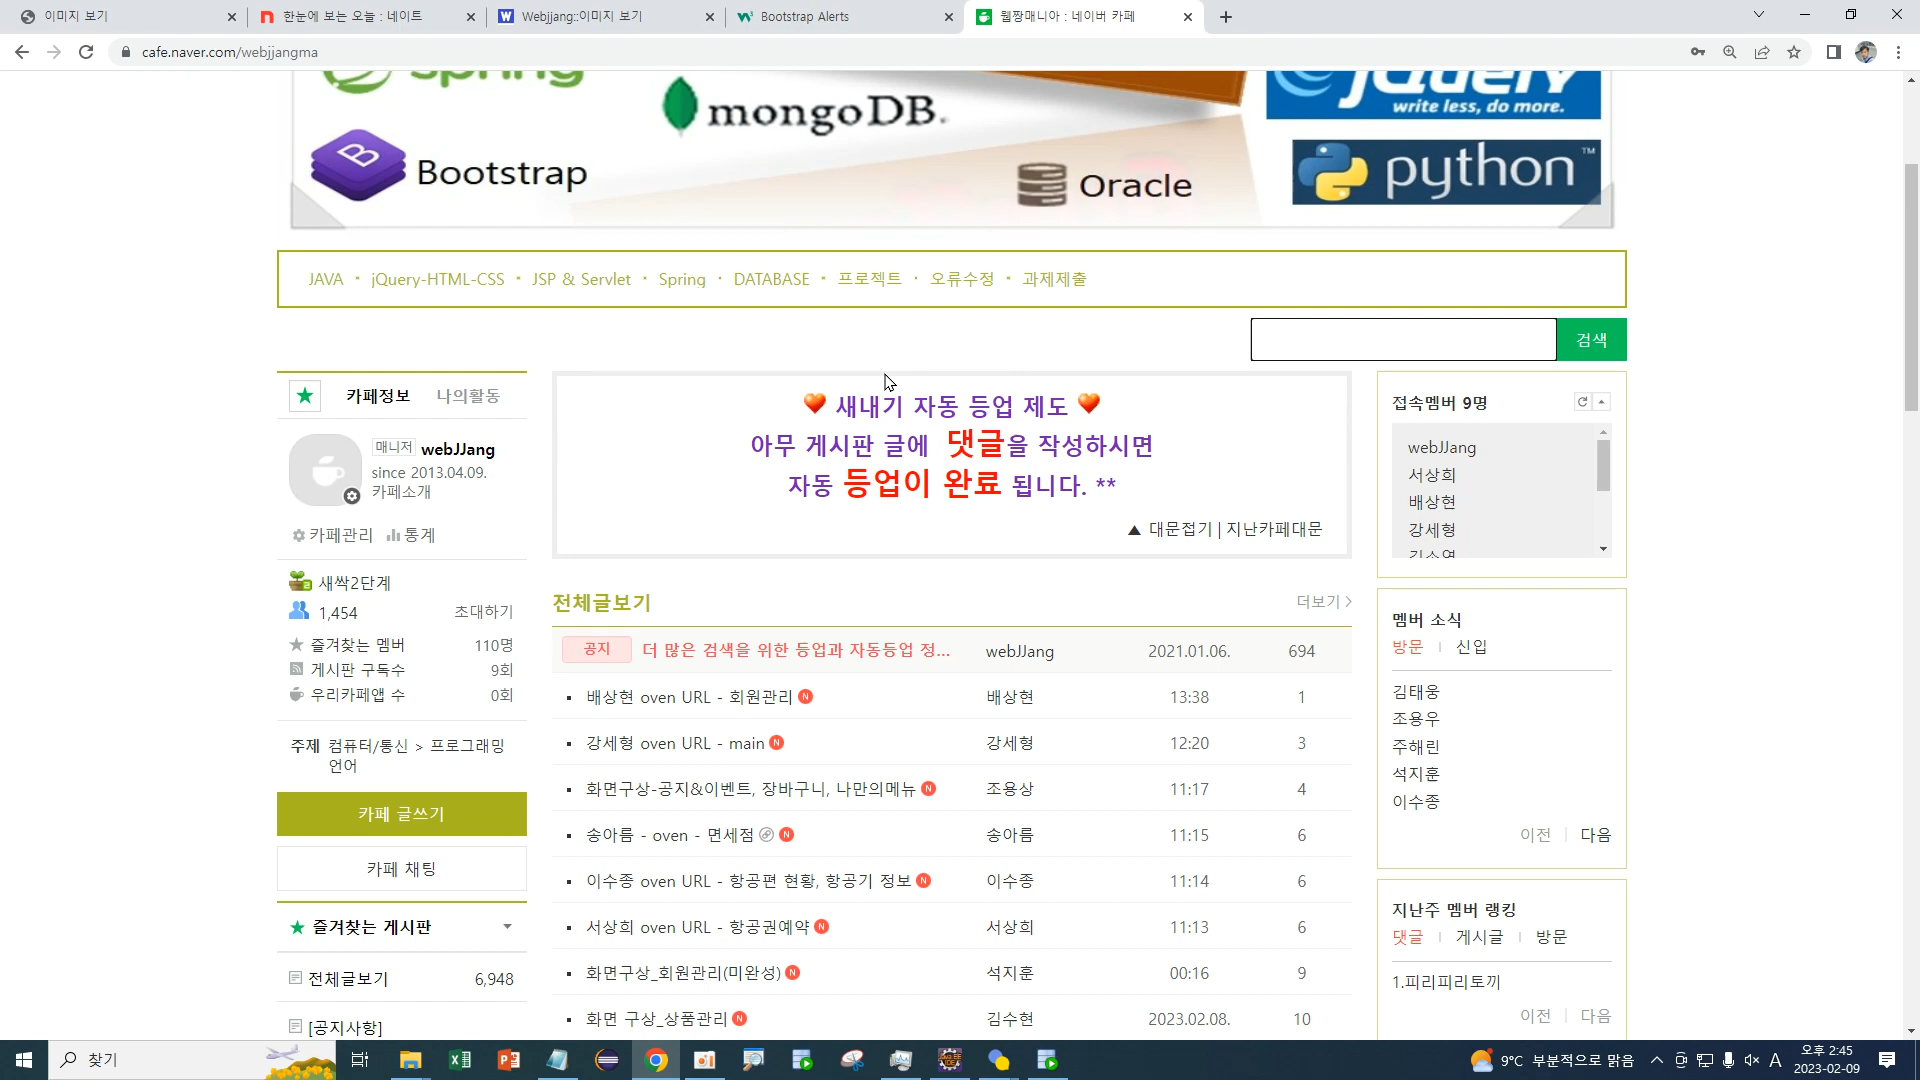 이미지 보기
한눈에 보는 오늘 : 네이트
Webjjang::이미지 보기
Bootstrap Alerts
웹짱매니아 : 네이버 카페
cafe.naver.com/webjjangma
spring
mongoDB.
jQuery
write less, do more.
Bootstrap
Oracle
python™
JAVA · jQuery-HTML-CSS · JSP & Servlet · Spring · DATABASE · 프로젝트 · 오류수정 · 과제제출
검색
카페정보 나의활동
매니저 webJJang
since 2013.04.09.
카페소개
카페관리 통계
새싹2단계
1,454 초대하기
즐겨찾는 멤버 110명
게시판 구독수 9회
우리카페앱 수 0회
주제 컴퓨터/통신 > 프로그래밍
언어
카페 글쓰기
카페 채팅
즐겨찾는 게시판
전체글보기 6,948
[공지사항]
새내기 자동 등업 제도
아무 게시판 글에 댓글을 작성하시면
자동 등업이 완료 됩니다. **
▲ 대문접기 | 지난카페대문
전체글보기 더보기 >
공지 더 많은 검색을 위한 등업과 자동등업 정... webJJang 2021.01.06. 694
배상현 oven URL - 회원관리 N 배상현 13:38 1
강세형 oven URL - main N 강세형 12:20 3
화면구상-공지&이벤트, 장바구니, 나만의메뉴 N 조용상 11:17 4
송아름 - oven - 면세점 N 송아름 11:15 6
이수종 oven URL - 항공편 현황, 항공기 정보 N 이수종 11:14 6
서상희 oven URL - 항공권예약 N 서상희 11:13 6
화면구상_회원관리(미완성) N 석지훈 00:16 9
화면 구상_상품관리 N 김수현 2023.02.08. 10
접속멤버 9명
webJJang
서상희
배상현
강세형
멤버 소식
방문 신입
김태웅
조용우
주해린
석지훈
이수종
이전 다음
지난주 멤버 랭킹
댓글 게시글 방문
1.피리피리토끼
이전 다음
찾기
9°C 부분적으로 맑음
A
오후 2:45
2023-02-09